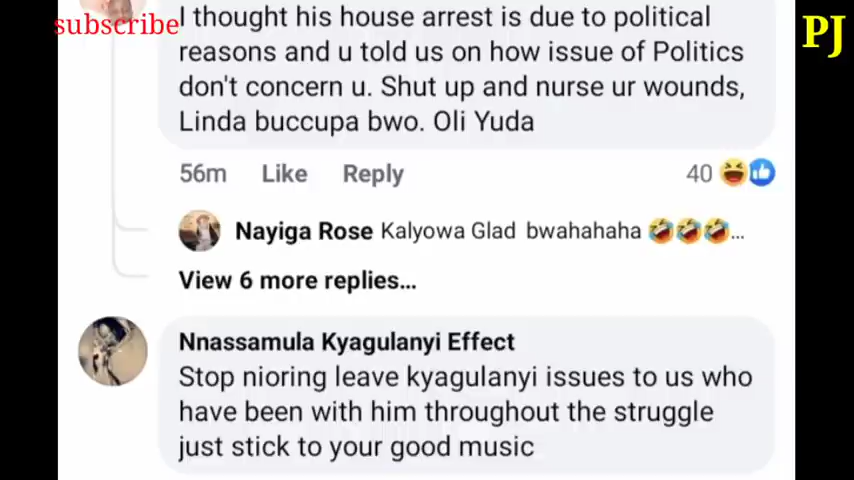 subscribe
PJ
I thought his house arrest is due to political
reasons and u told us on how issue of Politics
don't concern u. Shut up and nurse ur wounds,
Linda buccupa bwo. Oli Yuda
56m Like Reply 40
Nayiga Rose Kalyowa Glad bwahahaha 🤣🤣🤣...
View 6 more replies...
Nnassamula Kyagulanyi Effect
Stop nioring leave kyagulanyi issues to us who
have been with him throughout the struggle
just stick to your good music